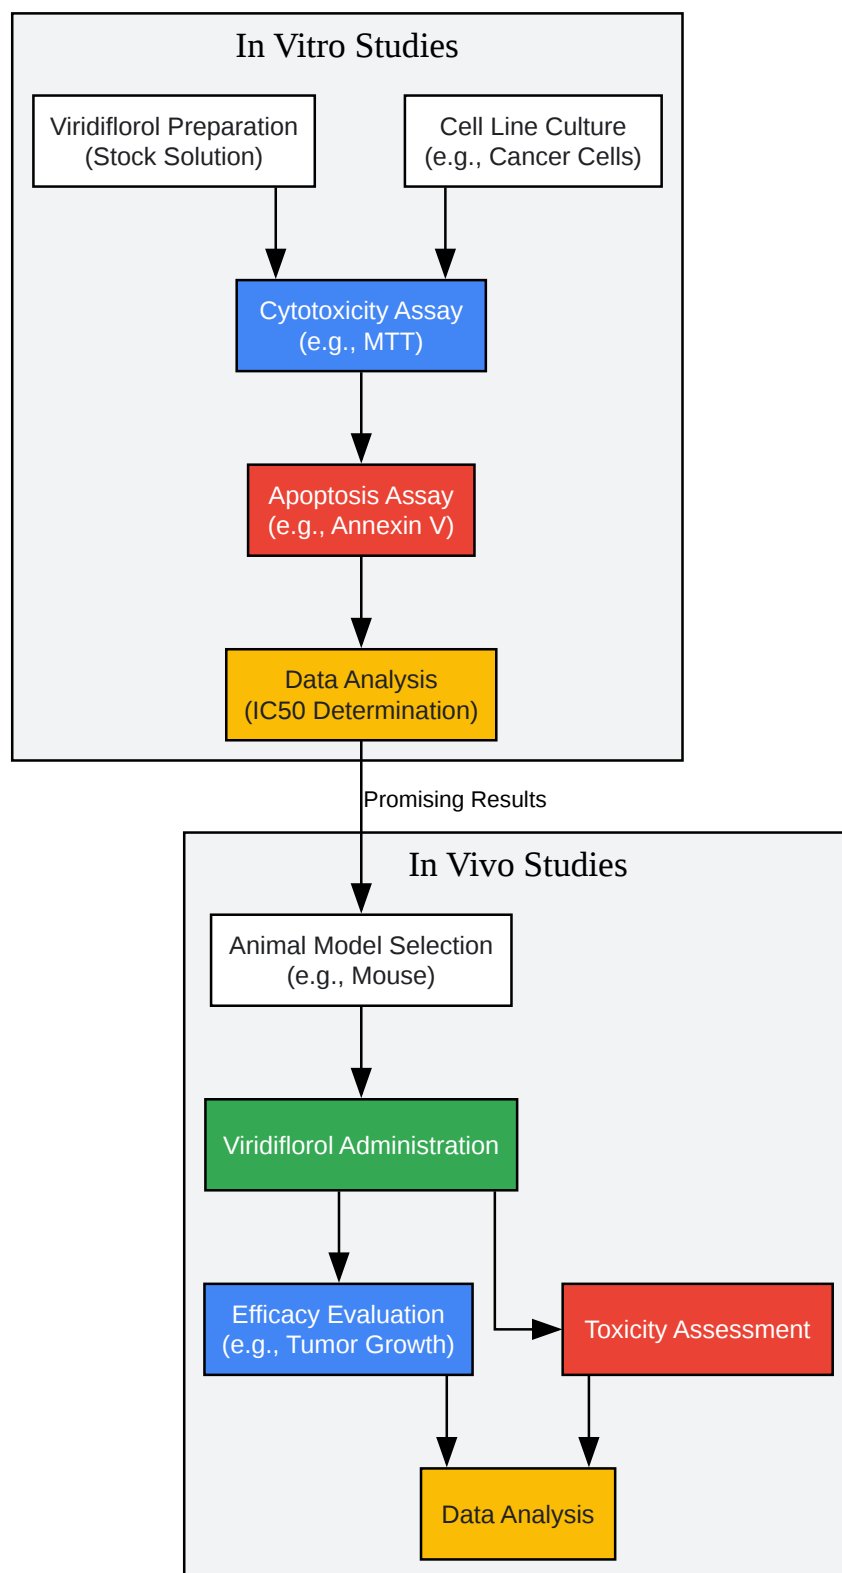 In Vitro Studies
Viridiflorol Preparation
(Stock Solution)
Cell Line Culture
(e.g., Cancer Cells)
Cytotoxicity Assay
(e.g., MTT)
Apoptosis Assay
(e.g., Annexin V)
Data Analysis
(IC50 Determination)
Promising Results
In Vivo Studies
Animal Model Selection
(e.g., Mouse)
Viridiflorol Administration
Efficacy Evaluation
(e.g., Tumor Growth)
Toxicity Assessment
Data Analysis